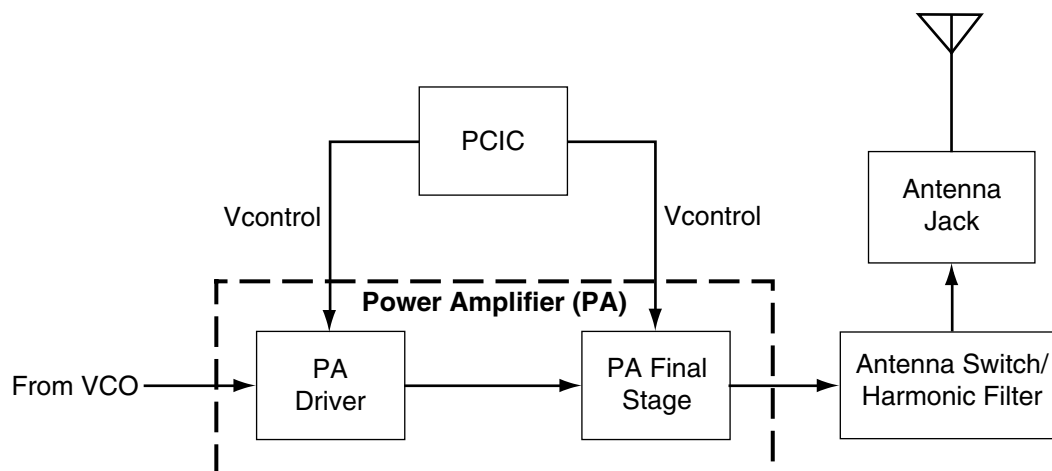 PCIC
Antenna
Jack
Vcontrol
Vcontrol
Power Amplifier (PA)
From VCO
PA
Driver
PA Final
Stage
Antenna Switch/
Harmonic Filter